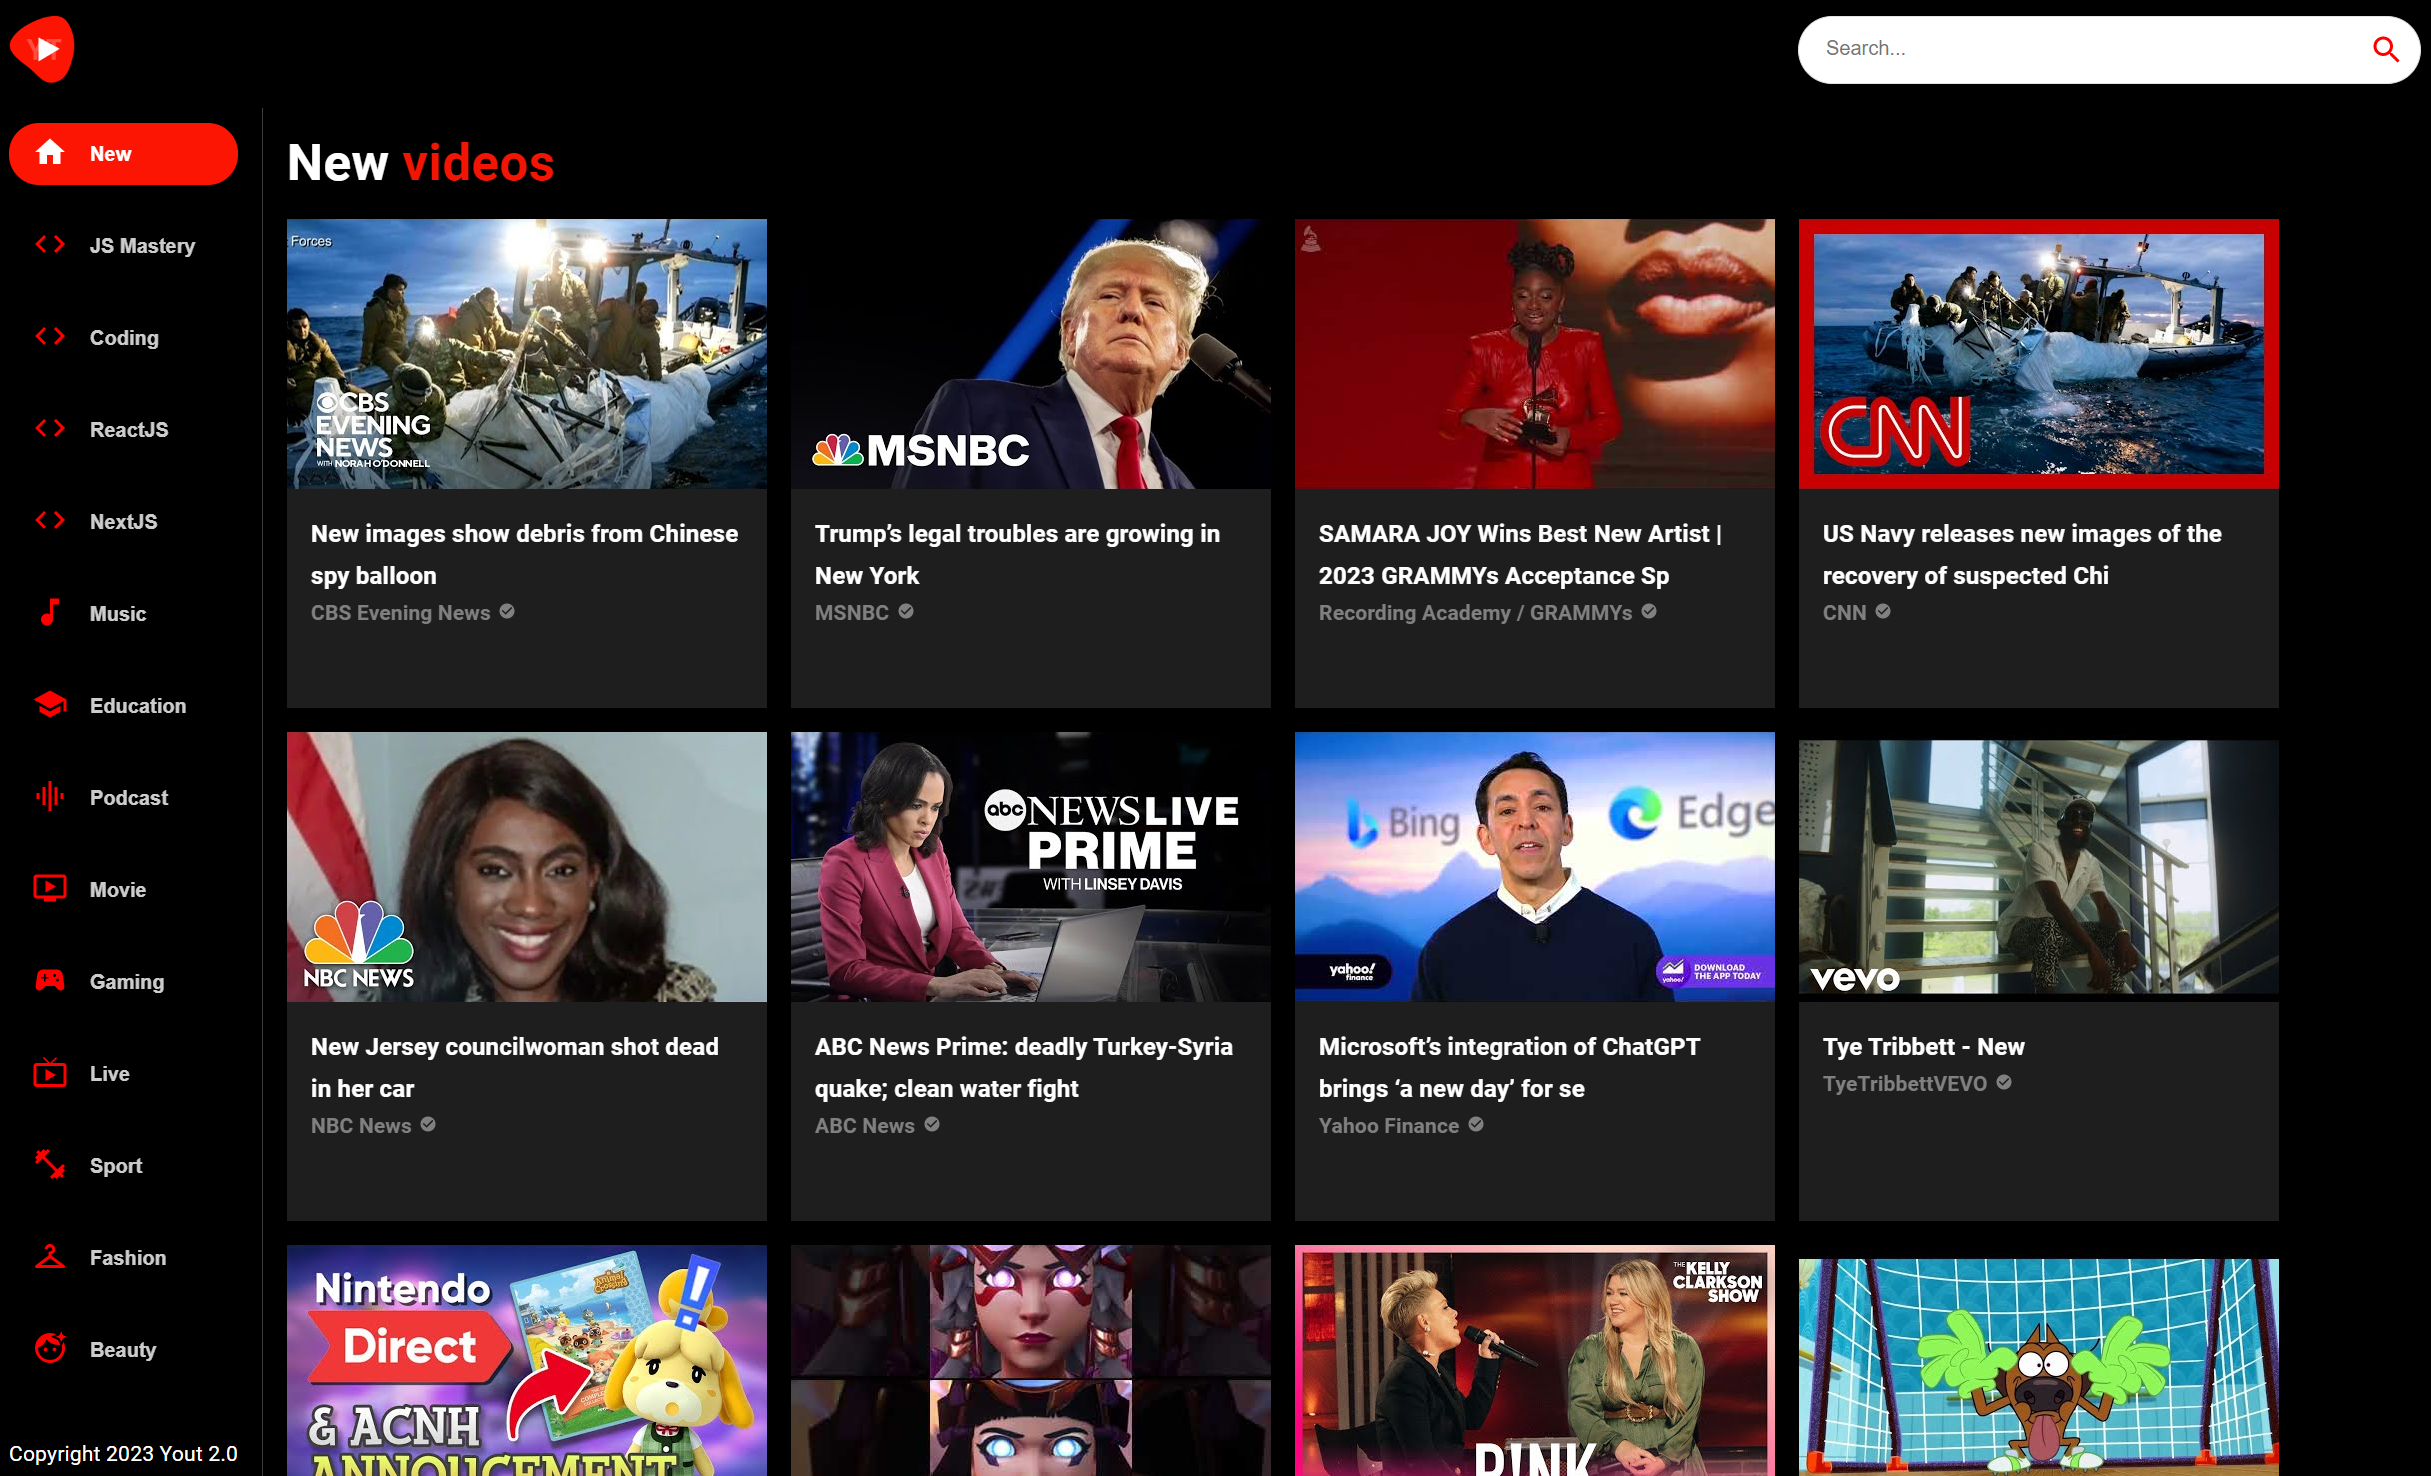 Search...
New
JS Mastery
Coding
ReactJS
NextJS
Music
Education
Podcast
Movie
Gaming
Live
Sport
Fashion
Beauty
Copyright 2023 Yout 2.0
New videos
Forces
CBS
EVENING
NEWS
WITH NORAH O'DONNELL
New images show debris from Chinese
spy balloon
CBS Evening News
MSNBC
Trump’s legal troubles are growing in
New York
MSNBC
SAMARA JOY Wins Best New Artist |
2023 GRAMMYs Acceptance Sp
Recording Academy / GRAMMYs
CNN
US Navy releases new images of the
recovery of suspected Chi
CNN
NBC NEWS
New Jersey councilwoman shot dead
in her car
NBC News
abc NEWS LIVE
PRIME
WITH LINSEY DAVIS
ABC News Prime: deadly Turkey-Syria
quake; clean water fight
ABC News
Bing
Edge
yahoo!
finance
yahoo!
DOWNLOAD
THE APP TODAY
Microsoft’s integration of ChatGPT
brings ‘a new day’ for se
Yahoo Finance
vevo
Tye Tribbett - New
TyeTribbettVEVO
Nintendo
Direct
& ACNH
ANNOUCEMENT
Animal
Crossing
THE
KELLY
CLARKSON
SHOW
P!NK